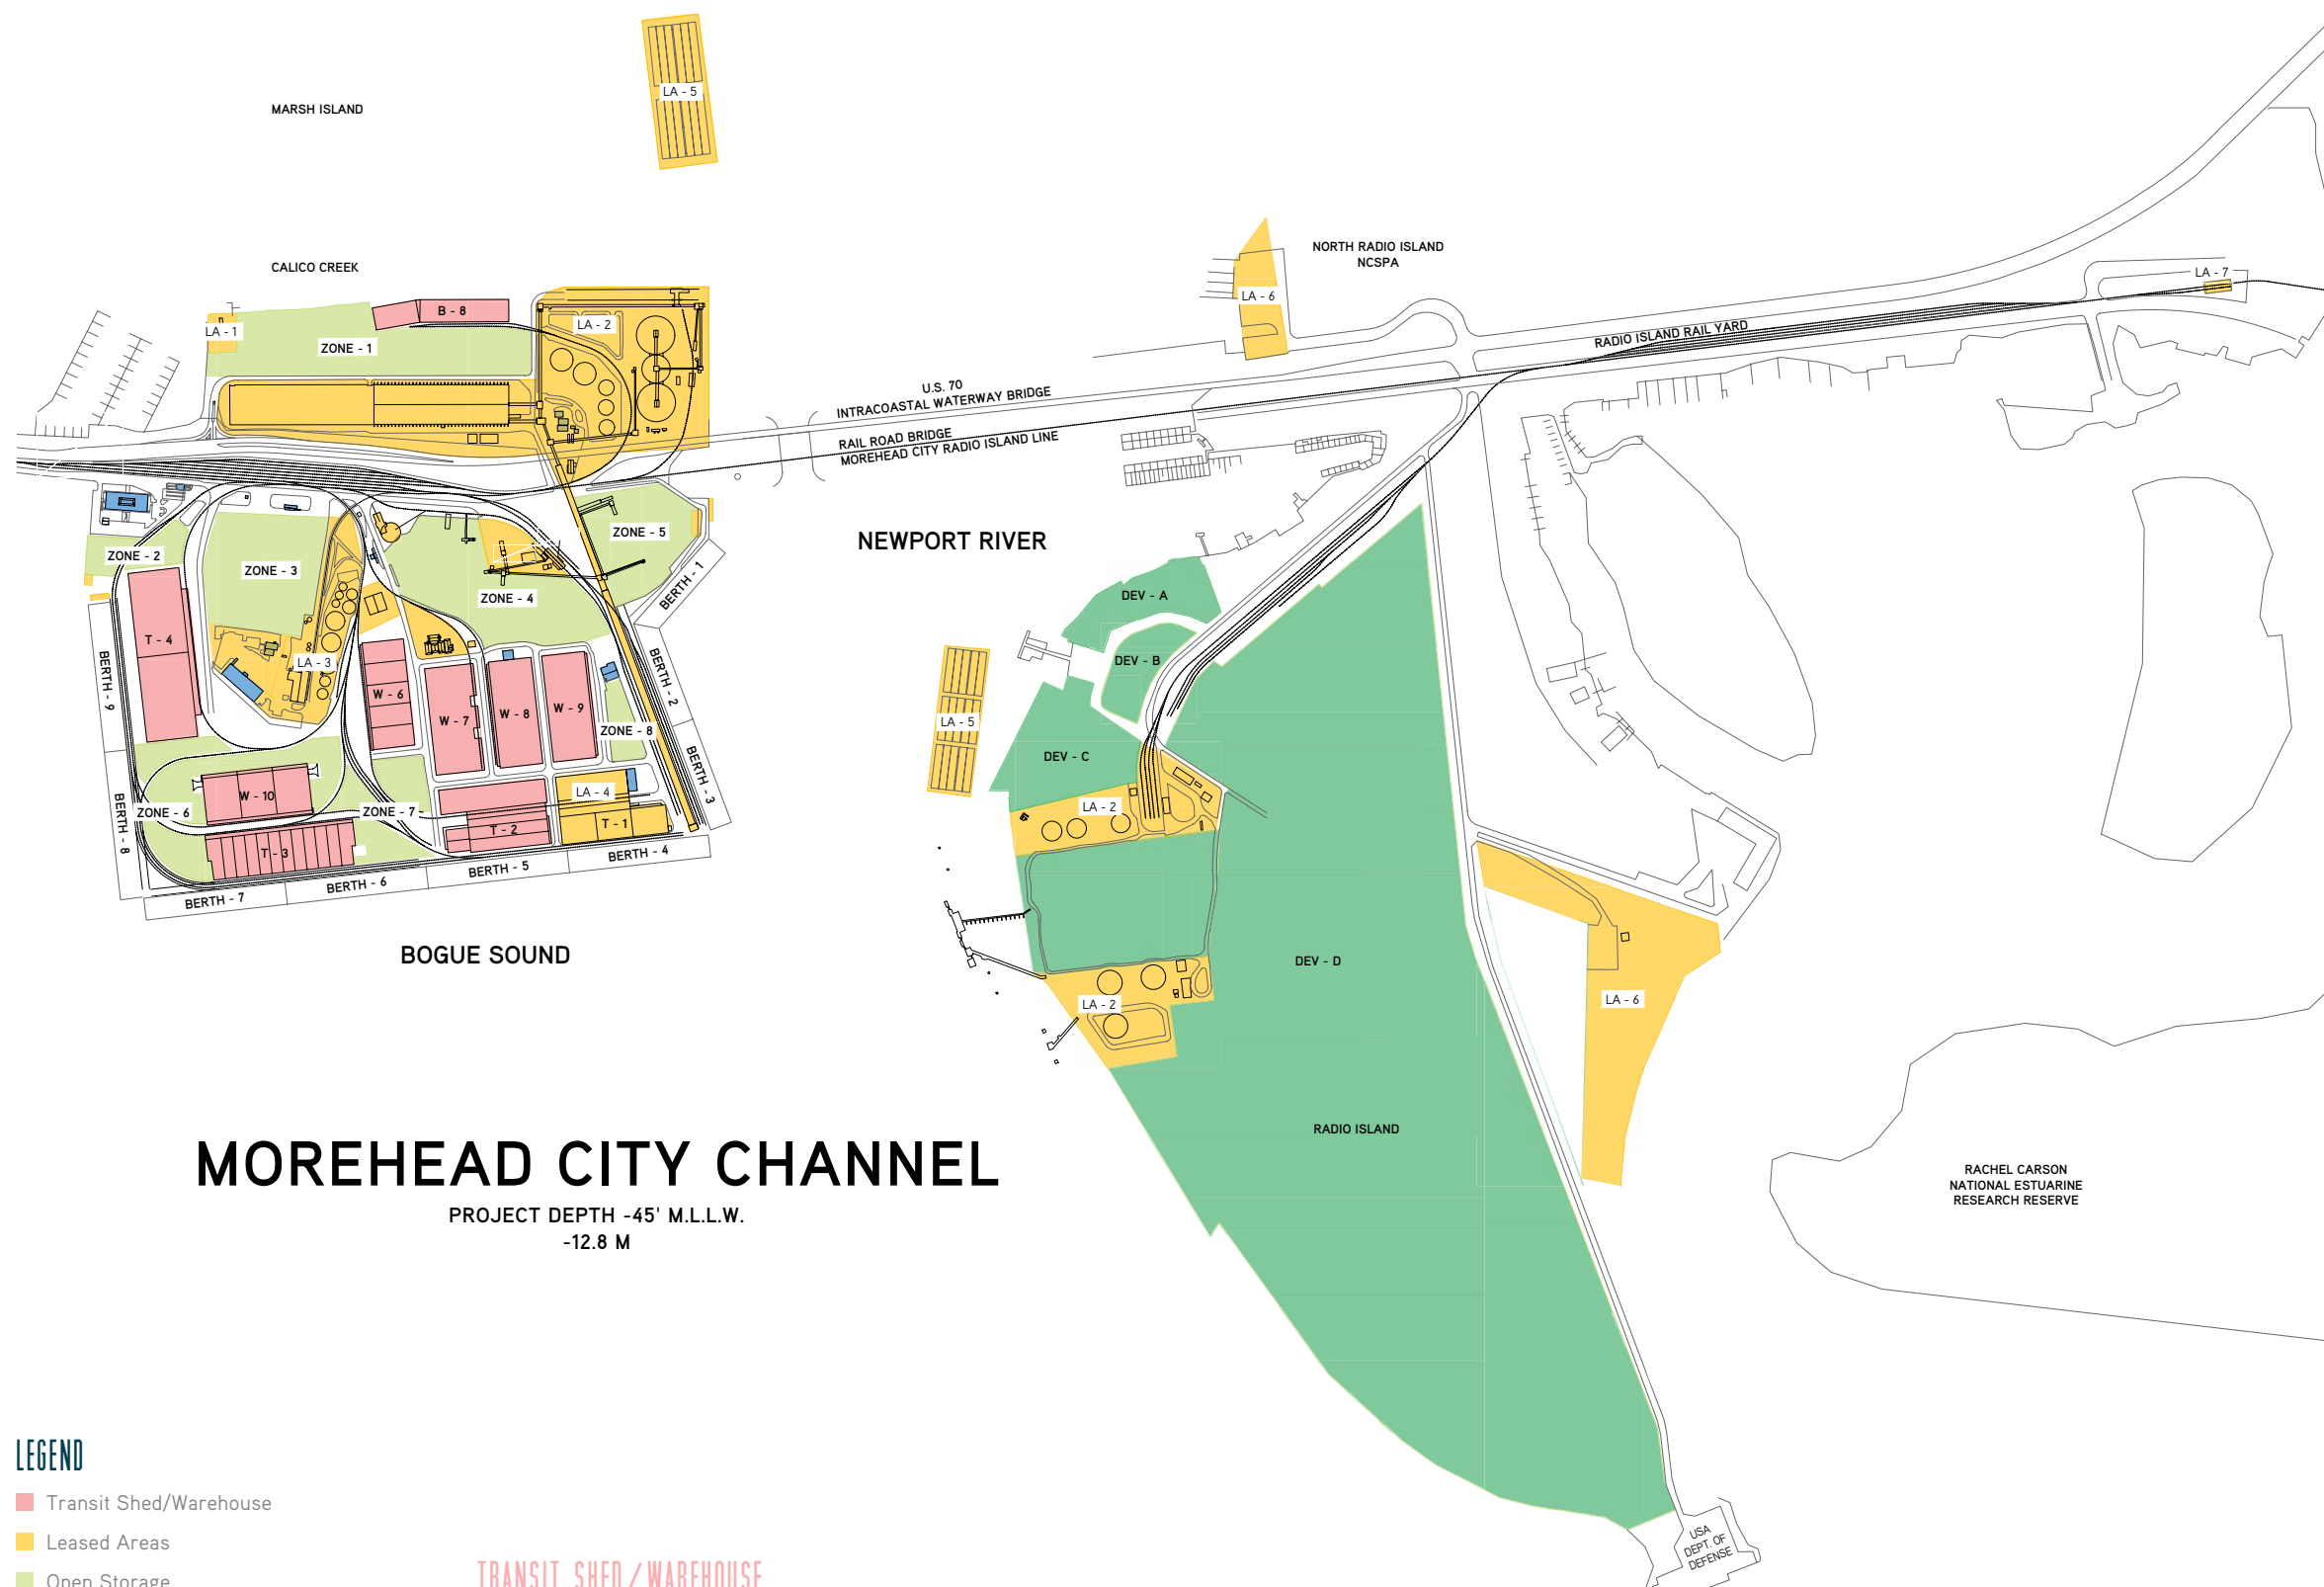 LA - 5
MARSH ISLAND
NORTH RADIO ISLAND
NCSPA
CALICO CREEK
LA - 7
LA - 6
B - 8
LA - 1
LA - 2
ZONE - 1
RADIO ISLAND RAIL YARD
U.S. 70
INTRACOASTAL WATERWAY BRIDGE
RAIL ROAD BRIDGE
MOREHEAD CITY RADIO ISLAND LINE
ZONE - 5
NEWPORT RIVER
ZONE - 2
ZONE - 3
BERTH - 1
ZONE - 4
DEV - A
T - 4
LA - 3
DEV - B
BERTH - 9
BERTH - 2
W - 6
W - 7
W - 8
W - 9
LA - 5
ZONE - 8
DEV - C
BERTH - 3
W - 10
LA - 4
LA - 2
BERTH - 8
ZONE - 6
ZONE - 7
T - 2
T - 1
T - 3
BERTH - 4
BERTH - 5
BERTH - 6
BERTH - 7
BOGUE SOUND
DEV - D
LA - 2
LA - 6
RADIO ISLAND
MOREHEAD CITY CHANNEL
PROJECT DEPTH -45' M.L.L.W.
-12.8 M
RACHEL CARSON
NATIONAL ESTUARINE
RESEARCH RESERVE
LEGEND
Transit Shed/Warehouse
Leased Areas
Open Storage
TRANSIT SHED/WAREHOUSE
USA
DEPT. OF
DEFENSE